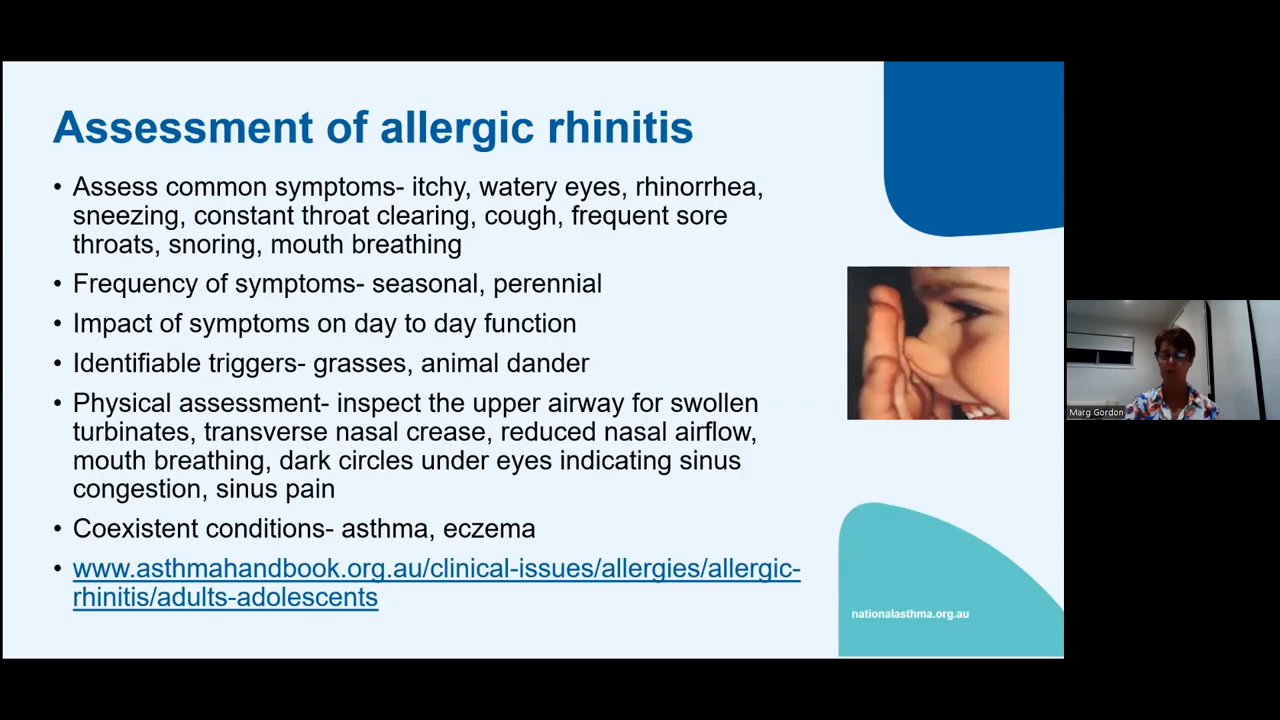 Assessment of allergic rhinitis
• Assess common symptoms- itchy, watery eyes, rhinorrhea,
sneezing, constant throat clearing, cough, frequent sore
throats, snoring, mouth breathing
• Frequency of symptoms- seasonal, perennial
• Impact of symptoms on day to day function
• Identifiable triggers- grasses, animal dander
• Physical assessment- inspect the upper airway for swollen
turbinates, transverse nasal crease, reduced nasal airflow,
mouth breathing, dark circles under eyes indicating sinus
congestion, sinus pain
• Coexistent conditions- asthma, eczema
• www.asthmahandbook.org.au/clinical-issues/allergies/allergic-
rhinitis/adults-adolescents
nationalasthma.org.au
Marg Gordon